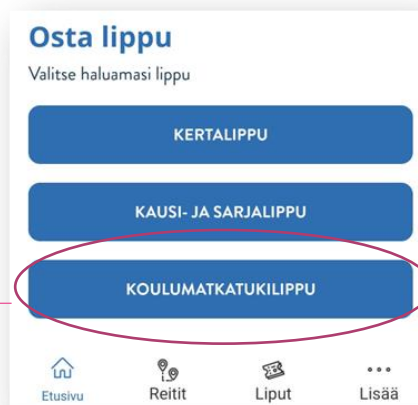 Osta lippu
Valitse haluamasi lippu
KERTALIPPU
KAUSI- JA SARJALIPPU
KOULUMATKATUKILIPPU
Etusivu Reitit Liput Lisää